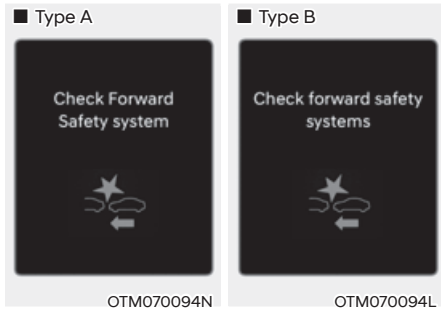 ■ Type A
Check Forward
Safety system
OTM070094N
■ Type B
Check forward safety
systems
OTM070094L